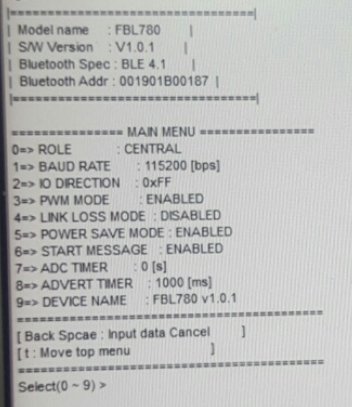 |================================|
| Model name : FBL780 |
| S/W Version : V1.0.1 |
| Bluetooth Spec : BLE 4.1 |
| Bluetooth Addr : 001901B00187 |
|================================|
=============== MAIN MENU ================
0=> ROLE : CENTRAL
1=> BAUD RATE : 115200 [bps]
2=> IO DIRECTION : 0xFF
3=> PWM MODE : ENABLED
4=> LINK LOSS MODE : DISABLED
5=> POWER SAVE MODE : ENABLED
6=> START MESSAGE : ENABLED
7=> ADC TIMER : 0 [s]
8=> ADVERT TIMER : 1000 [ms]
9=> DEVICE NAME : FBL780 v1.0.1
==========================================
[ Back Spcae : Input data Cancel ]
[ t : Move top menu ]
==========================================
Select(0 ~ 9) >